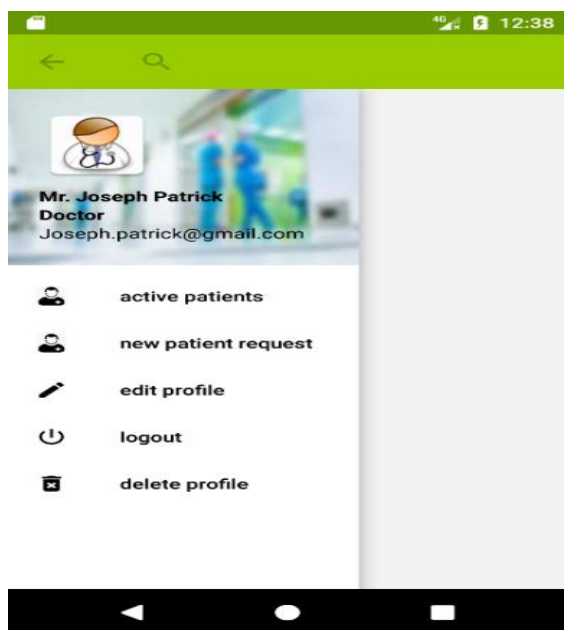 4G 12:38
Mr. Joseph Patrick
Doctor
Joseph.patrick@gmail.com
active patients
new patient request
edit profile
logout
delete profile